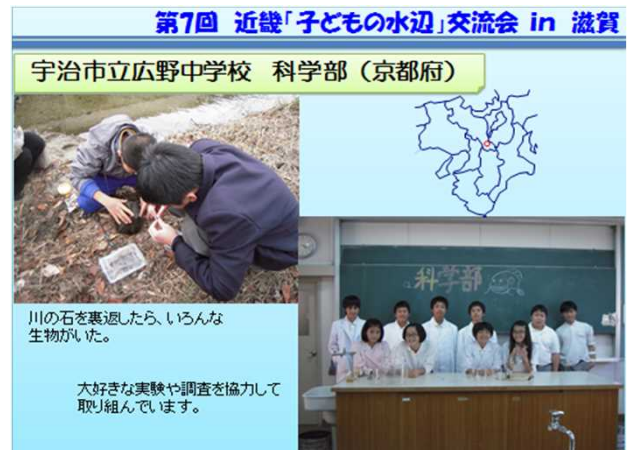 第7回 近畿「子どもの水辺」交流会 in 滋賀
宇治市立広野中学校 科学部（京都府）
科学部
川の石を裏返したら、いろんな
生物がいた。
大好きな実験や調査を協力して
取り組んでいます。